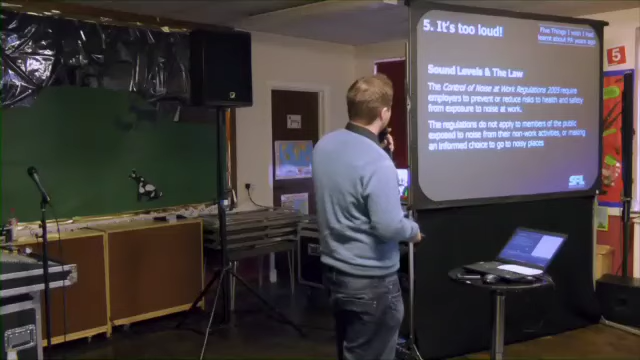 5. It's too loud!
Five Things I wish I had
learnt about
years ago
Sound Levels & The Law
The Control of Noise at Work Regulations 2005 require
employers to prevent or reduce risks to health and safety
from exposure to noise at work.
The regulations do not apply to members of the public
exposed to noise from their non-work activities, or making
an informed choice to go to noisy places
5